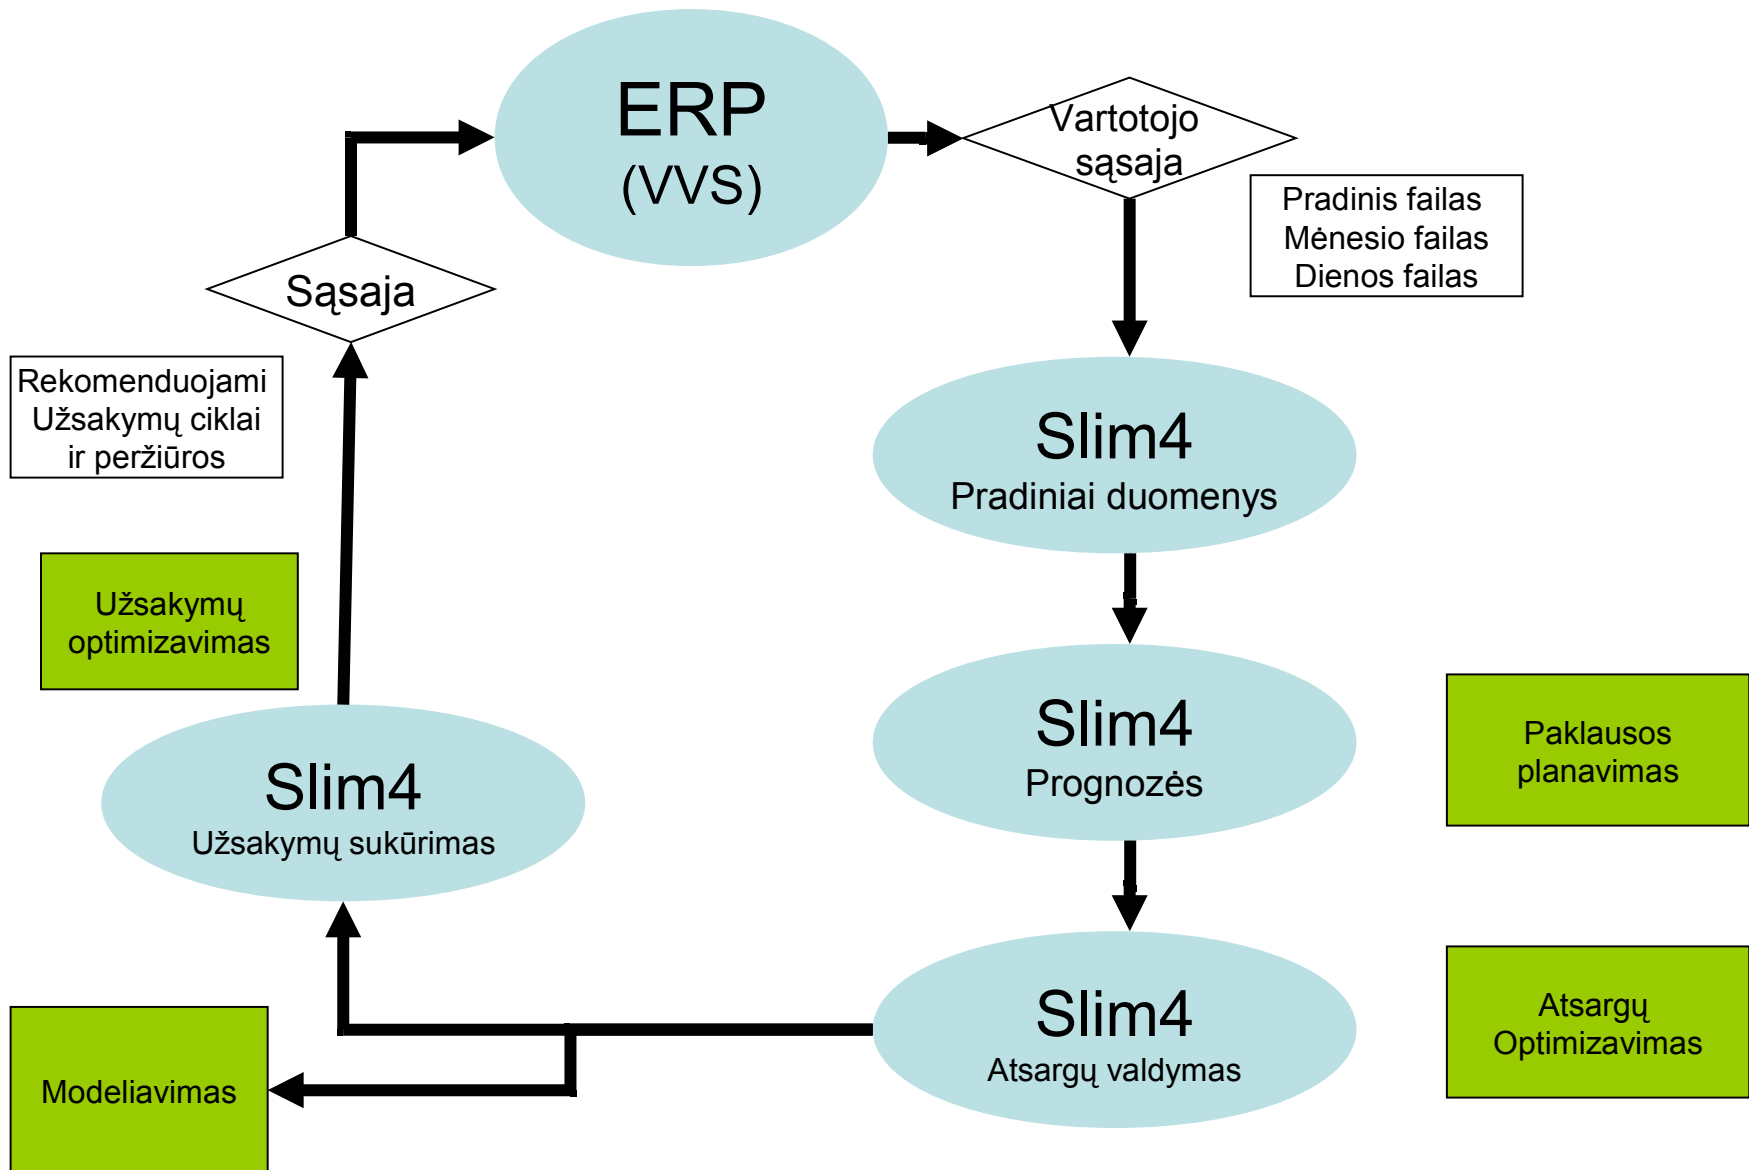 ERP
(VVS)
Vartotojo
sąsaja
Pradinis failas
Mėnesio failas
Dienos failas
Sąsaja
Rekomenduojami
Užsakymų ciklai
ir peržiūros
Slim4
Pradiniai duomenys
Užsakymų
optimizavimas
Slim4
Prognozės
Paklausos
planavimas
Slim4
Užsakymų sukūrimas
Slim4
Atsargų valdymas
Atsargų
Optimizavimas
Modeliavimas